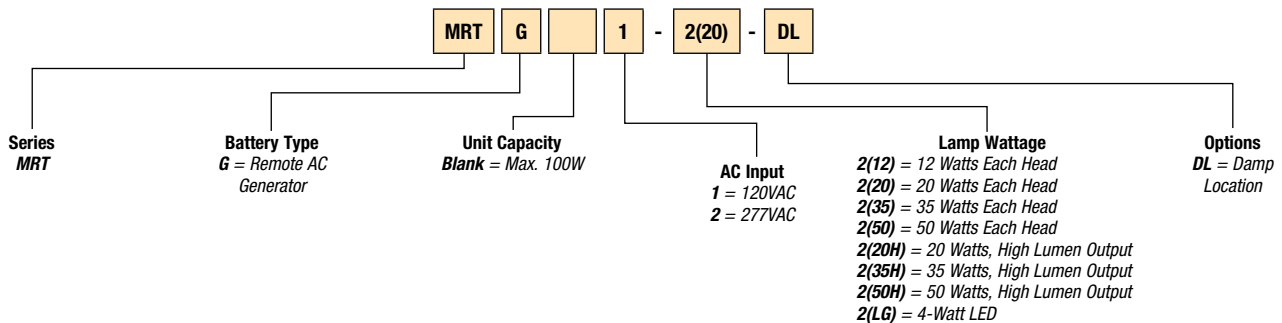 MRT G 1 - 2(20) - DL
Series
MRT
Battery Type
G = Remote AC
Generator
Unit Capacity
Blank = Max. 100W
AC Input
1 = 120VAC
2 = 277VAC
Lamp Wattage
2(12) = 12 Watts Each Head
2(20) = 20 Watts Each Head
2(35) = 35 Watts Each Head
2(50) = 50 Watts Each Head
2(20H) = 20 Watts, High Lumen Output
2(35H) = 35 Watts, High Lumen Output
2(50H) = 50 Watts, High Lumen Output
2(LG) = 4-Watt LED
Options
DL = Damp
Location